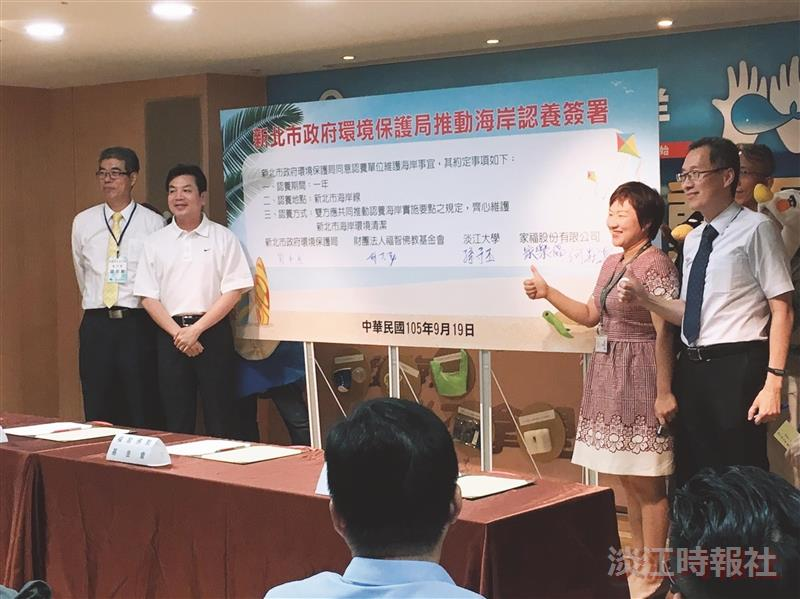 新北市政府環境保護局推動海岸認養簽署
新北市政府環境保護局同意認養單位維護海岸事宜，其約定事項如下：
一、認養期間：一年
二、認養地點：新北市海岸線
三、認養方式：雙方應共同推動認養海岸實施要點之規定，齊心維護
新北市海岸環境清潔
新北市政府環境保護局 財團法人福智佛教基金會 淡江大學 家福股份有限公司
中華民國105年9月19日
基金會
淡江時報社